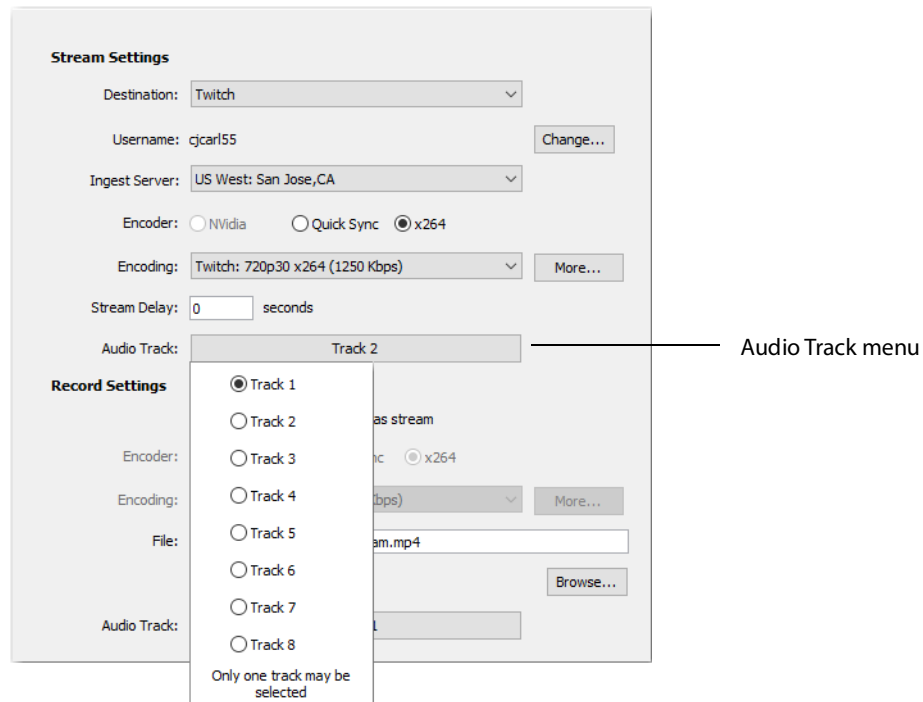 Stream Settings
Destination: Twitch
Username: cjcarl55 Change...
Ingest Server: US West: San Jose,CA
Encoder: NVidia Quick Sync x264
Encoding: Twitch: 720p30 x264 (1250 Kbps) More...
Stream Delay: 0 seconds
Audio Track: Track 2 Audio Track menu
Record Settings Track 1
Track 2 as stream
Encoder: Track 3 x264
Track 4
Encoding: More...
File: Track 5 am.mp4
Track 6 Browse...
Track 7
Audio Track:
Track 8
Only one track may be
selected